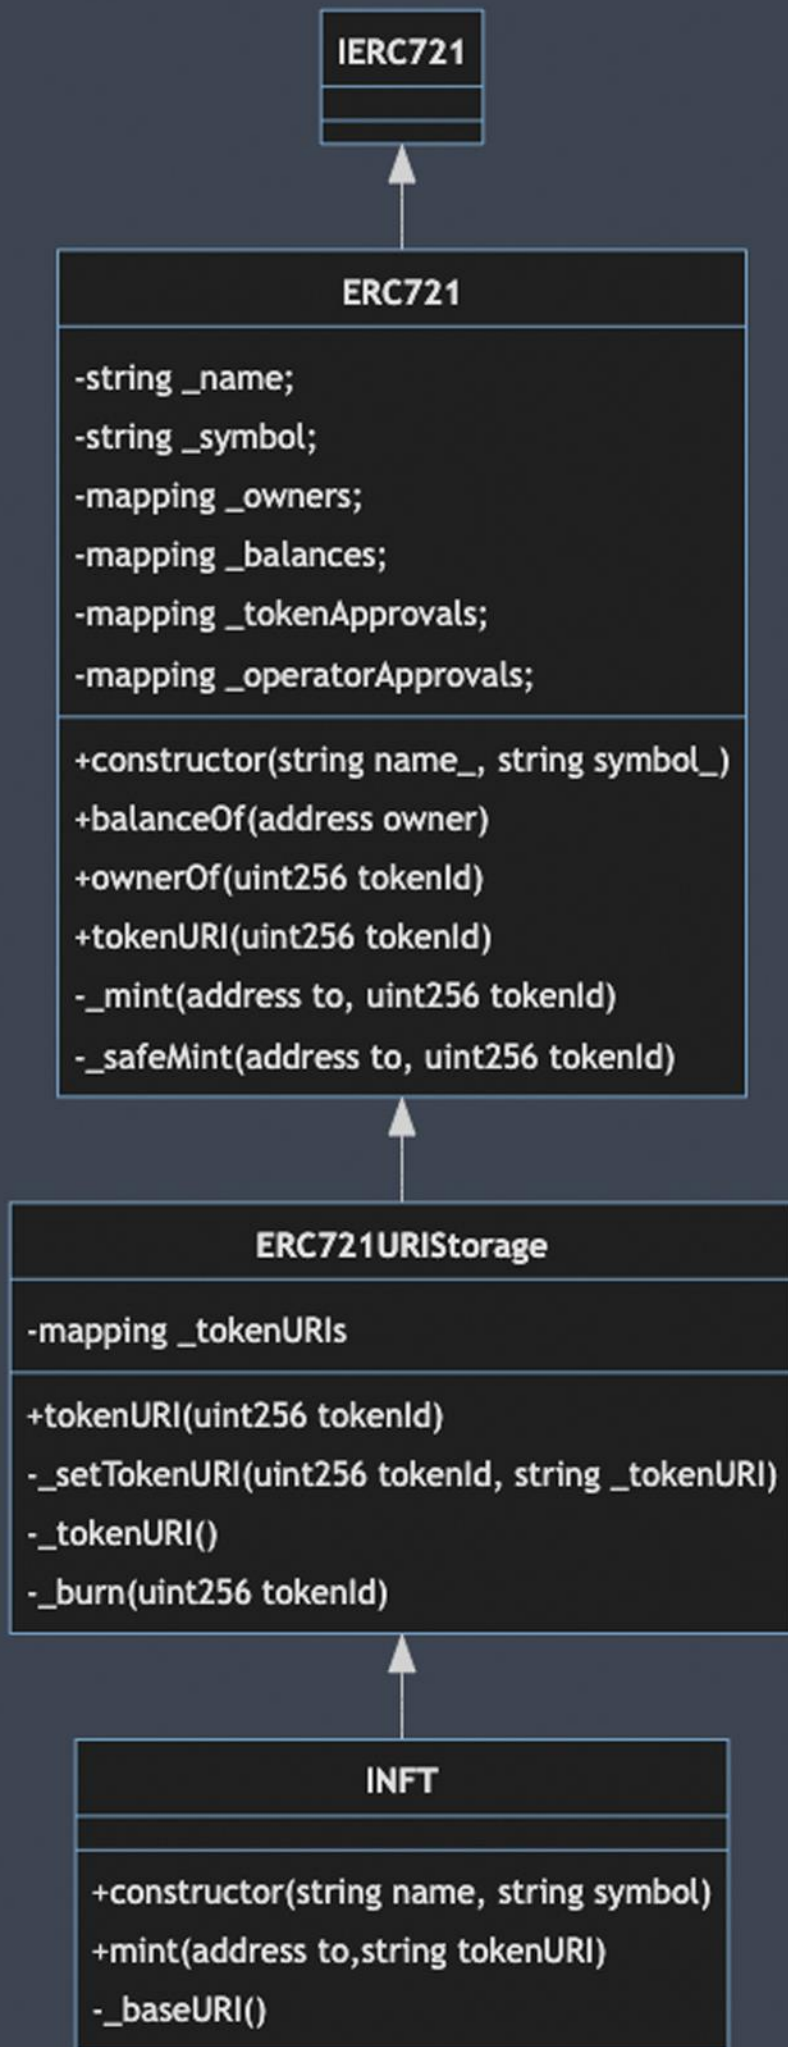 IERC721
ERC721
-string _name;
-string _symbol;
-mapping _owners;
-mapping _balances;
-mapping _tokenApprovals;
-mapping _operatorApprovals;
+constructor(string name_, string symbol_)
+balanceOf(address owner)
+ownerOf(uint256 tokenId)
+tokenURI(uint256 tokenId)
-_mint(address to, uint256 tokenId)
-_safeMint(address to, uint256 tokenId)
ERC721URIStorage
-mapping _tokenURIs
+tokenURI(uint256 tokenId)
-_setTokenURI(uint256 tokenId, string _tokenURI)
-_tokenURI()
-_burn(uint256 tokenId)
INFT
+constructor(string name, string symbol)
+mint(address to,string tokenURI)
-_baseURI()